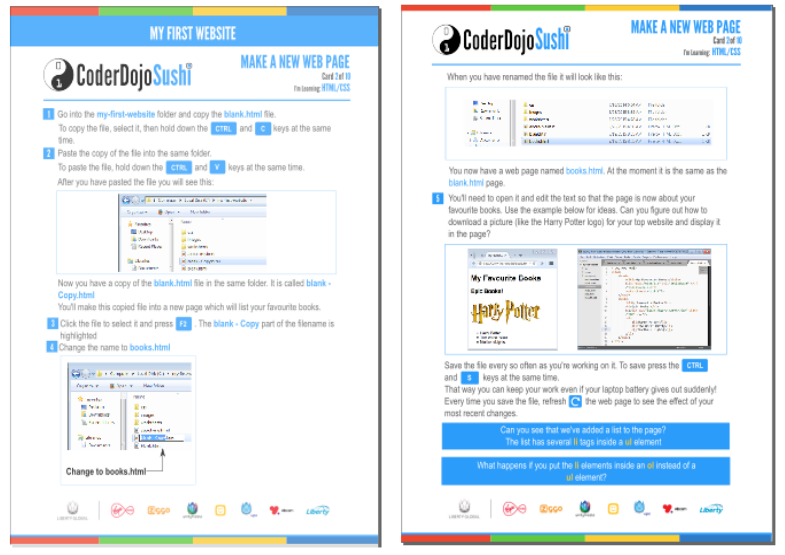 MY FIRST WEBSITE
CoderDojoSushi
MAKE A NEW WEB PAGE
Card 2 of 10
I'm Learning: HTML/CSS
1 Go into the my-first-website folder and copy the blank.html file.
To copy the file, select it, then hold down the CTRL and C keys at the same
time.
2 Paste the copy of the file into the same folder.
To paste the file, hold down the CTRL and V keys at the same time.
After you have pasted the file you will see this:
Now you have a copy of the blank.html file in the same folder. It is called blank -
Copy.html
You'll make this copied file into a new page which will list your favourite books.
3 Click the file to select it and press F2 . The blank - Copy part of the filename is
highlighted
4 Change the name to books.html
Change to books.html
LIBERTY GLOBAL
Ziggo
Liberty
CoderDojoSushi
MAKE A NEW WEB PAGE
Card 2 of 10
I'm Learning: HTML/CSS
When you have renamed the file it will look like this:
You now have a web page named books.html. At the moment it is the same as the
blank.html page.
5 You'll need to open it and edit the text so that the page is now about your
favourite books. Use the example below for ideas. Can you figure out how to
download a picture (like the Harry Potter logo) for your top website and display it
in the page?
My Favourite Books
Epic Books!
Harry Potter
Save the file every so often as you're working on it. To save press the CTRL
and S keys at the same time.
That way you can keep your work even if your laptop battery gives out suddenly!
Every time you save the file, refresh the web page to see the effect of your
most recent changes.
Can you see that we've added a list to the page?
The list has several li tags inside a ul element
What happens if you put the li elements inside an ol instead of a
ul element?
LIBERTY GLOBAL
Ziggo
Liberty